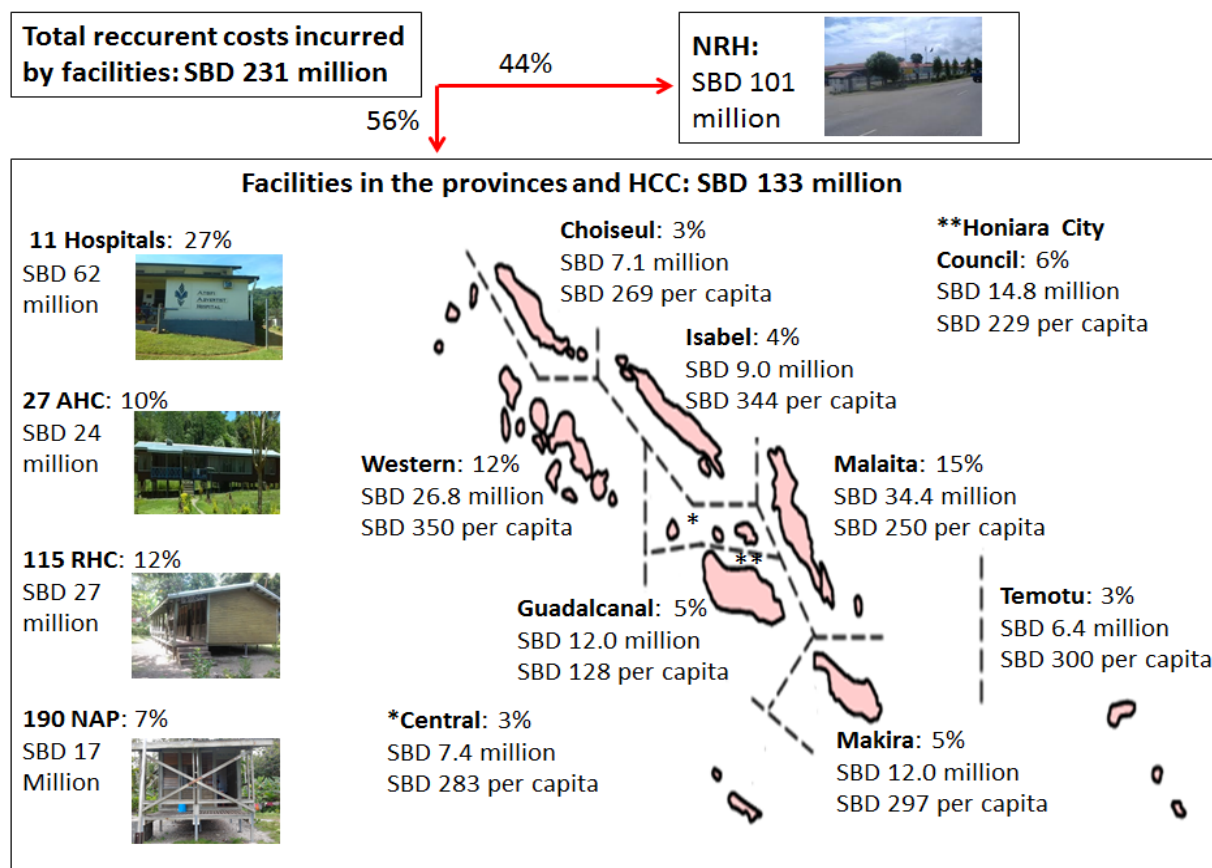 Total reccurent costs incurred
by facilities: SBD 231 million
44%
56%
NRH:
SBD 101
million
Facilities in the provinces and HCC: SBD 133 million
11 Hospitals: 27%
SBD 62
million
ATOIFI
ADVENTIST
HOSPITAL
27 AHC: 10%
SBD 24
million
115 RHC: 12%
SBD 27
million
190 NAP: 7%
SBD 17
Million
Choiseul: 3%
SBD 7.1 million
SBD 269 per capita
**Honiara City
Council: 6%
SBD 14.8 million
SBD 229 per capita
Isabel: 4%
SBD 9.0 million
SBD 344 per capita
Western: 12%
SBD 26.8 million
SBD 350 per capita
Malaita: 15%
SBD 34.4 million
SBD 250 per capita
*
**
Guadalcanal: 5%
SBD 12.0 million
SBD 128 per capita
Temotu: 3%
SBD 6.4 million
SBD 300 per capita
*Central: 3%
SBD 7.4 million
SBD 283 per capita
Makira: 5%
SBD 12.0 million
SBD 297 per capita